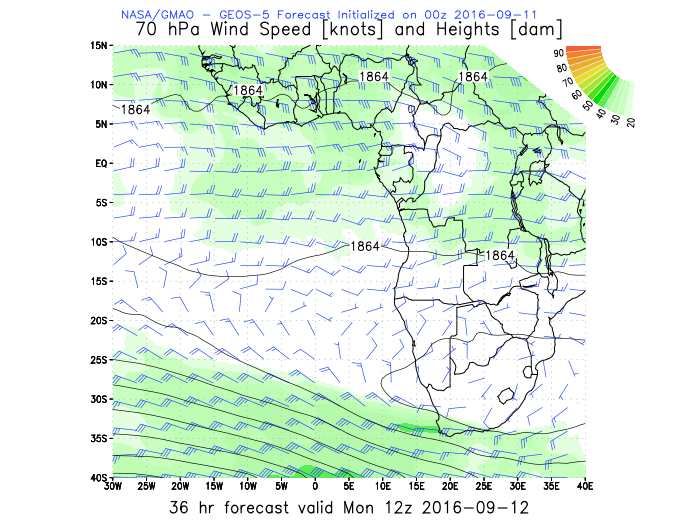 NASA/GMAO - GEOS-5 Forecast Initialized on 00z 2016-09-11
70 hPa Wind Speed [knots] and Heights [dam]
90
80
70
60
50
40
30
20
15N
10N
5N
EQ
5S
10S
15S
20S
25S
30S
35S
40S
1864
1864
1864
1864
1864
1864
30W 25W 20W 15W 10W 5W 0 5E 10E 15E 20E 25E 30E 35E 40E
36 hr forecast valid Mon 12z 2016-09-12